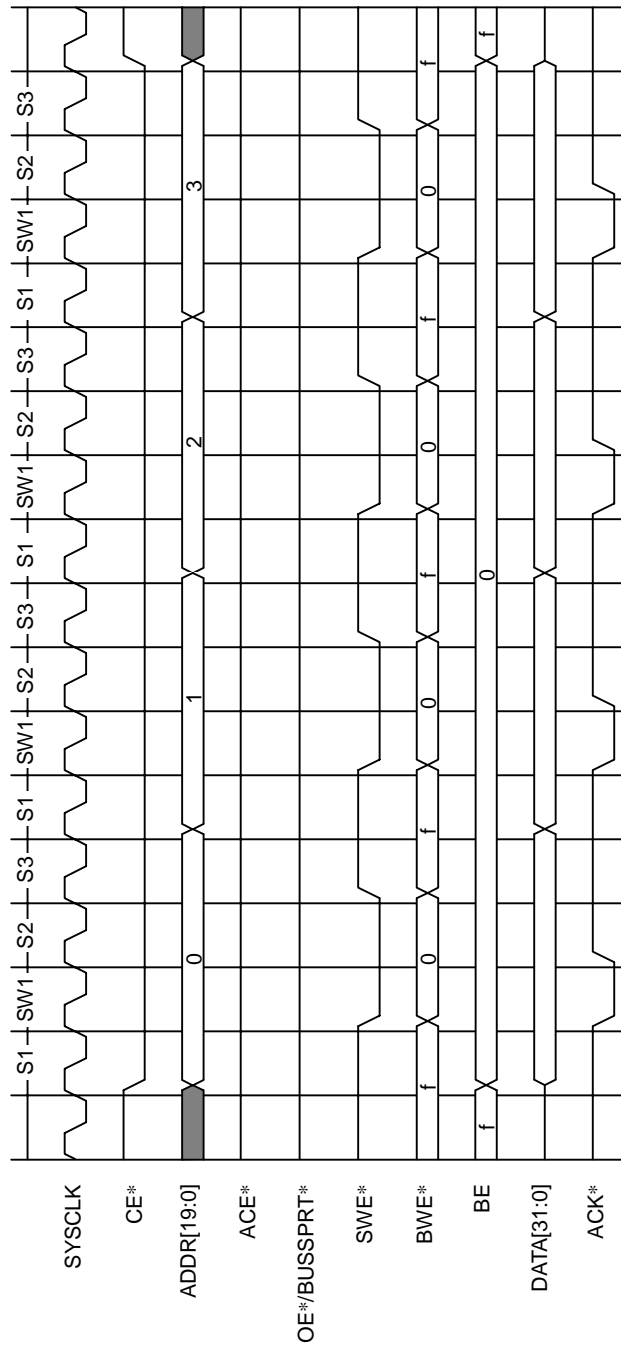 S1 SW1 S2 S3 S1 SW1 S2 S3 S1 SW1 S2 S3 S1 SW1 S2 S3
SYSCLK
CE*
ADDR[19:0] 0 1 2 3
ACE*
OE*/BUSSPRT*
SWE*
BWE* f 0 f 0 f 0 f 0 f
BE f 0 f
DATA[31:0]
ACK*